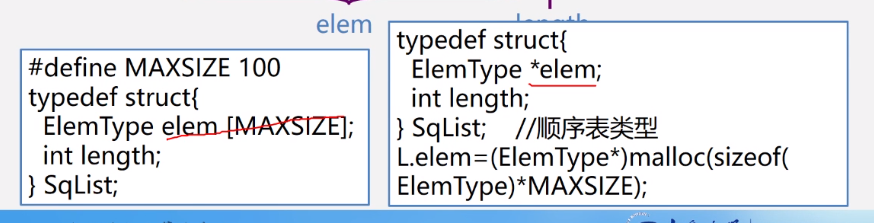 elem
#define MAXSIZE 100
typedef struct{
ElemType elem [MAXSIZE];
int length;
} SqList;
typedef struct{
ElemType *elem;
int length;
} SqList; //顺序表类型
L.elem=(ElemType*)malloc(sizeof(
ElemType)*MAXSIZE);